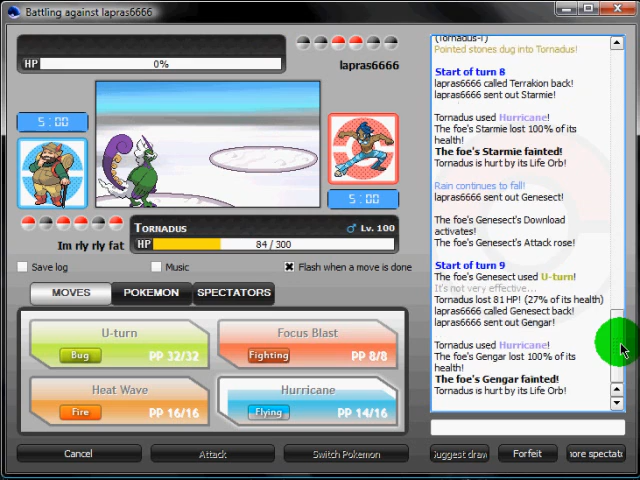 Battling against lapras6666
HP 0%
lapras6666
5:00
5:00
Im rly rly fat
TORNADUS ♂ Lv. 100
HP 84 / 300
Save log
Music
Flash when a move is done
MOVES
POKEMON
SPECTATORS
U-turn
Bug PP 32/32
Focus Blast
Fighting PP 8/8
Heat Wave
Fire PP 16/16
Hurricane
Flying PP 14/16
Cancel
Attack
Switch Pokemon
(Tornadus-T)
Pointed stones dug into Tornadus!
Start of turn 8
lapras6666 called Terrakion back!
lapras6666 sent out Starmie!
Tornadus used Hurricane!
The foe's Starmie lost 100% of its
health!
The foe's Starmie fainted!
Tornadus is hurt by its Life Orb!
Rain continues to fall!
lapras6666 sent out Genesect!
The foe's Genesect's Download
activates!
The foe's Genesect's Attack rose!
Start of turn 9
The foe's Genesect used U-turn!
It's not very effective...
Tornadus lost 81 HP! (27% of its health)
lapras6666 called Genesect back!
lapras6666 sent out Gengar!
Tornadus used Hurricane!
The foe's Gengar lost 100% of its
health!
The foe's Gengar fainted!
Tornadus is hurt by its Life Orb!
uggest draw
Forfeit
ore spectat